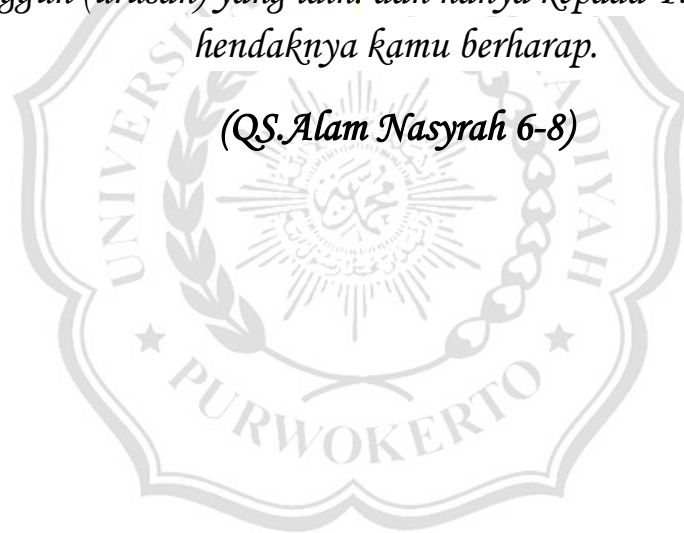 (urusan) yang lain. dan hanya kepada
hendaknya kamu berharap.
(QS.Alam Nasyrah 6-8)
PURWOKERTO